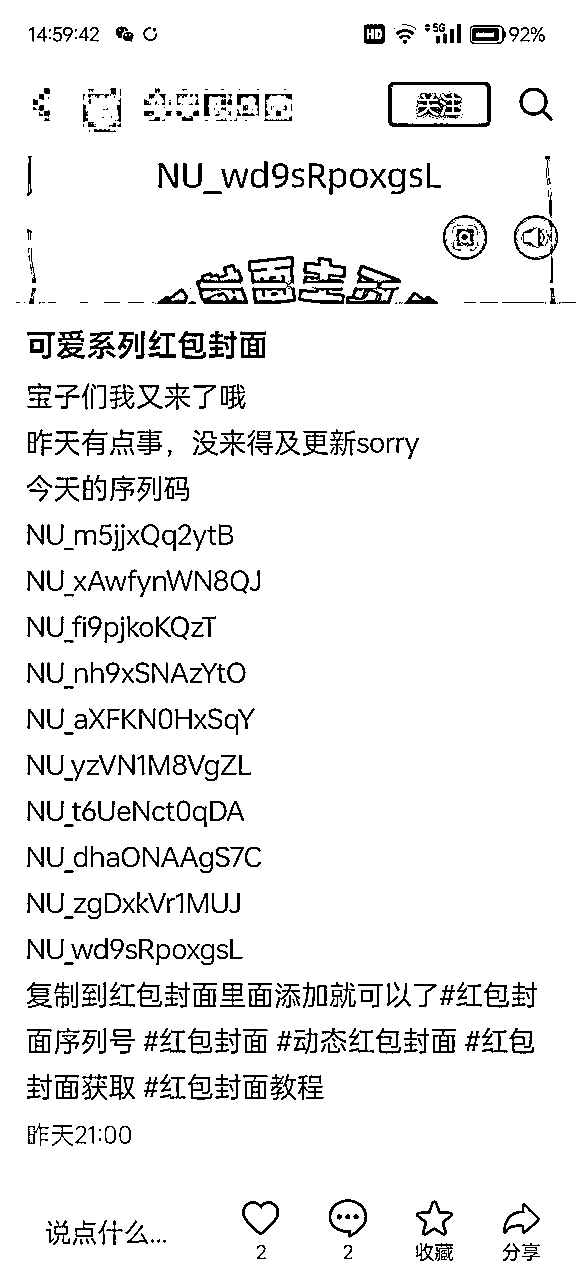 14:59:42
HD 5G 92%
关注
NU_wd9sRpoxgsL
可爱系列红包封面
宝子们我又来了哦
昨天有点事，没来得及更新sorry
今天的序列码
NU_m5jjxQq2ytB
NU_xAwfynWN8QJ
NU_fi9pjkoKQzT
NU_nh9xSNAzYtO
NU_aXFKN0HxSqY
NU_yzVN1M8VgZL
NU_t6UeNct0qDA
NU_dhaONAAgS7C
NU_zgDxkVr1MUJ
NU_wd9sRpoxgsL
复制到红包封面里面添加就可以了#红包封
面序列号 #红包封面 #动态红包封面 #红包
封面获取 #红包封面教程
昨天21:00
说点什么...
2
2
收藏
分享